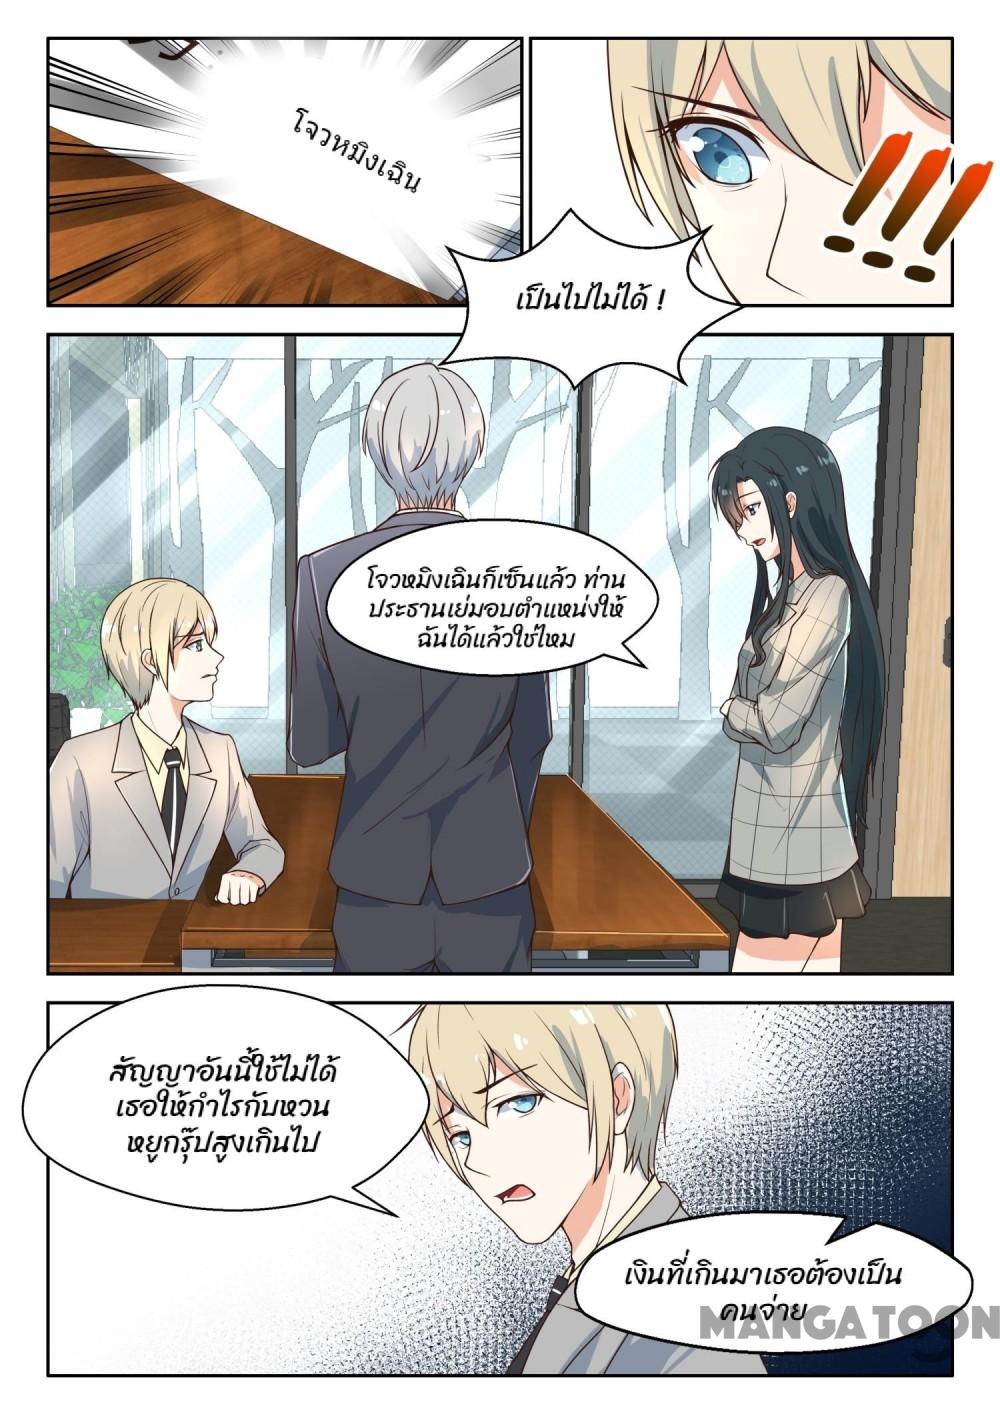 โจวหมิงเฉิน
!!!
เป็นไปไม่ได้ !
โจวหมิงเฉินก็เซ็นแล้ว ท่าน
ประธานเย่มอบตำแหน่งให้
ฉันได้แล้วใช่ไหม
สัญญาอันนี้ใช้ไม่ได้
เธอให้กำไรกับหวน
หยูกรุ๊ปสูงเกินไป
เงินที่เกินมาเธอต้องเป็น
คนจ่าย
MANGATOON